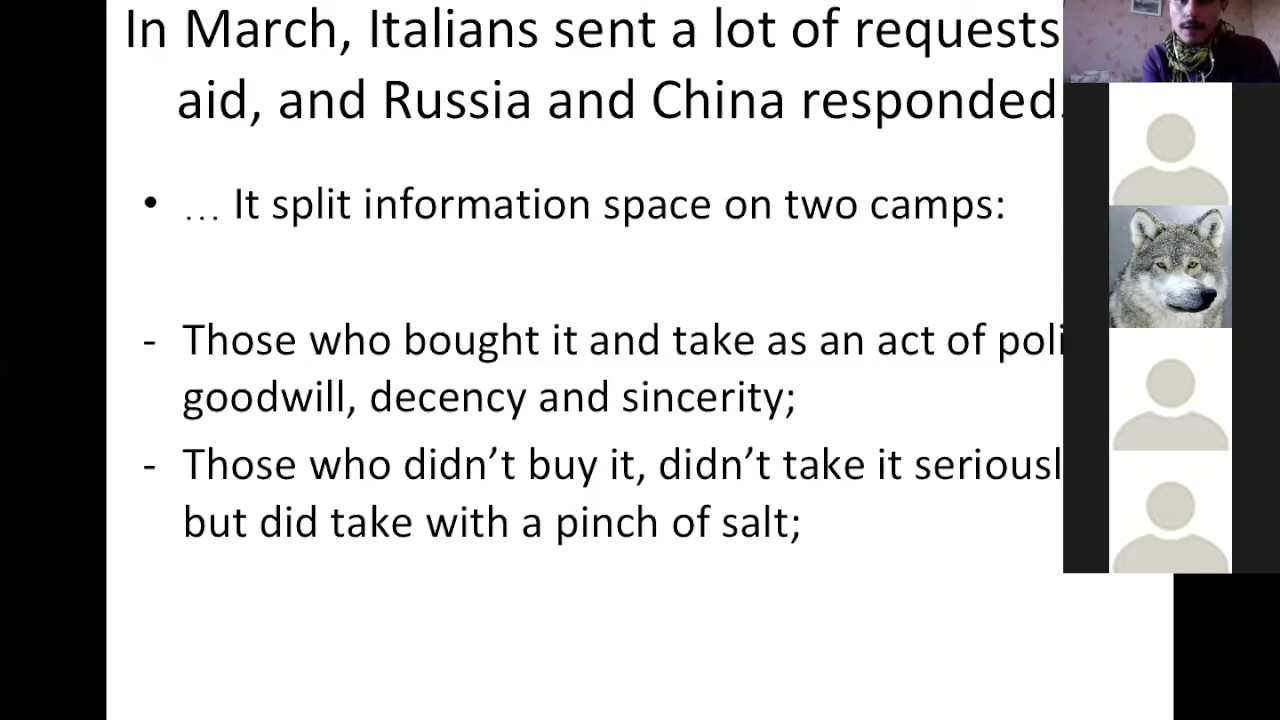 In March, Italians sent a lot of requests
aid, and Russia and China responded.
• … It split information space on two camps:
- Those who bought it and take as an act of
goodwill, decency and sincerity;
- Those who didn’t buy it, didn’t take it
but did take with a pinch of salt;